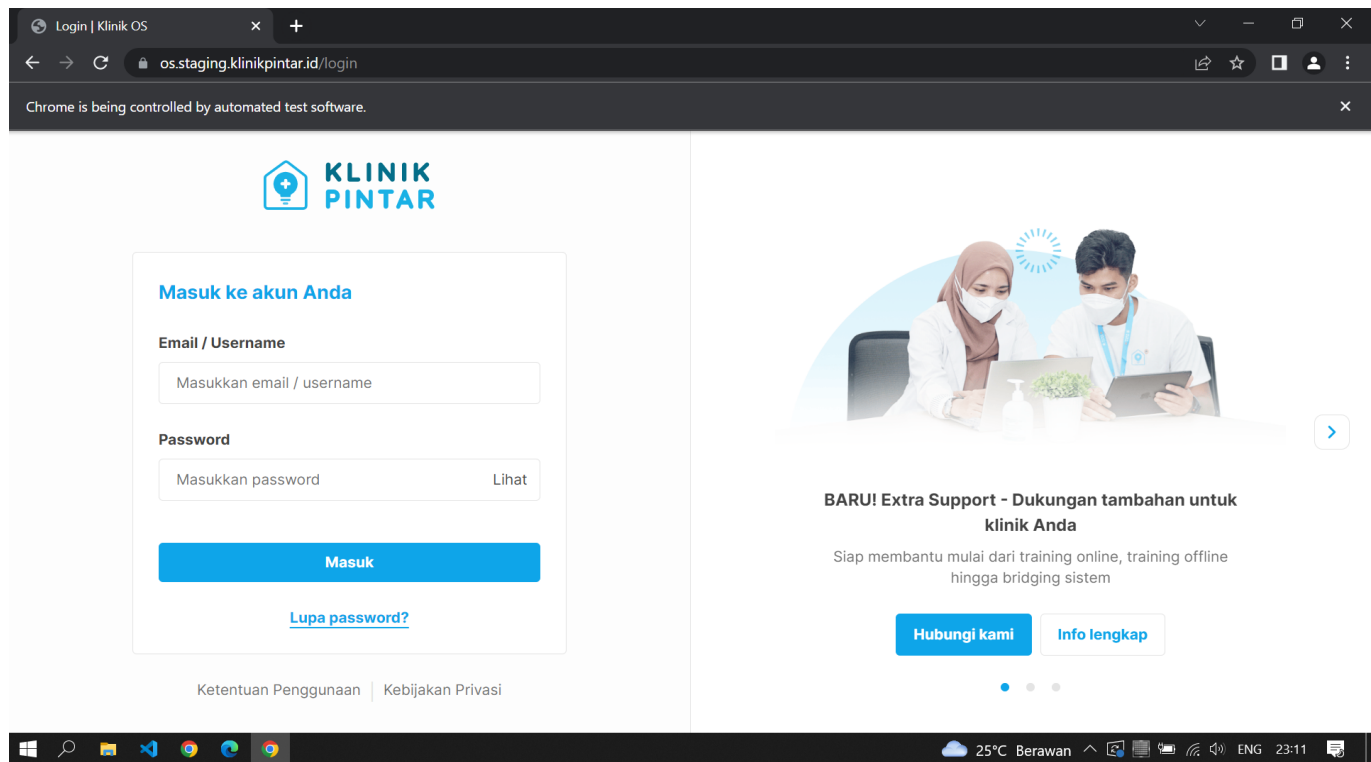 Login | Klinik OS
os.staging.klinikpintar.id/login
Chrome is being controlled by automated test software.
KLINIK
PINTAR
Masuk ke akun Anda
Email / Username
Masukkan email / username
Password
Masukkan password Lihat
Masuk
Lupa password?
Ketentuan Penggunaan | Kebijakan Privasi
BARU! Extra Support - Dukungan tambahan untuk
klinik Anda
Siap membantu mulai dari training online, training offline
hingga bridging sistem
Hubungi kami Info lengkap
25°C Berawan ENG 23:11